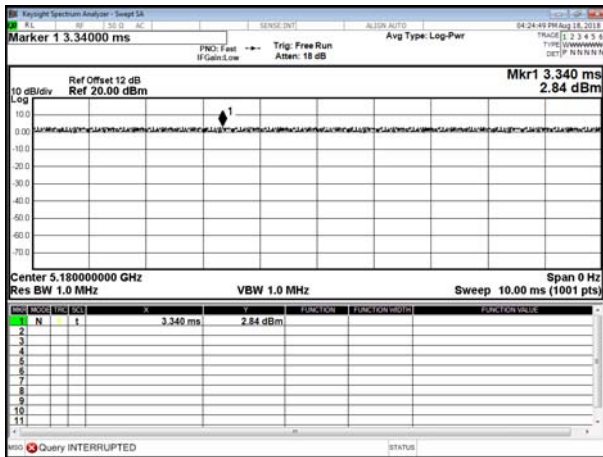 Keysight Spectrum Analyzer - Swept SA
RL RF 50 Ω AC SENSE:INT ALIGN AUTO 04:24:49 PM Aug 18, 2018
Marker 1 3.34000 ms
PNO: Fast Trig: Free Run Avg Type: Log-Pwr TRACE 1 2 3 4 5 6
IFGain:Low Atten: 18 dB TYPE WWWWWW
DET P N N N N N
Mkr1 3.340 ms
2.84 dBm
Ref Offset 12 dB
10 dB/div Ref 20.00 dBm
Log
1
10.0
0.00
-10.0
-20.0
-30.0
-40.0
-50.0
-60.0
-70.0
Center 5.180000000 GHz Span 0 Hz
Res BW 1.0 MHz VBW 1.0 MHz Sweep 10.00 ms (1001 pts)
MKR MODE TRC SCL X Y FUNCTION FUNCTION WIDTH FUNCTION VALUE
1 N 1 t 3.340 ms 2.84 dBm
2
3
4
5
6
7
8
9
10
11
MSG Query INTERRUPTED STATUS